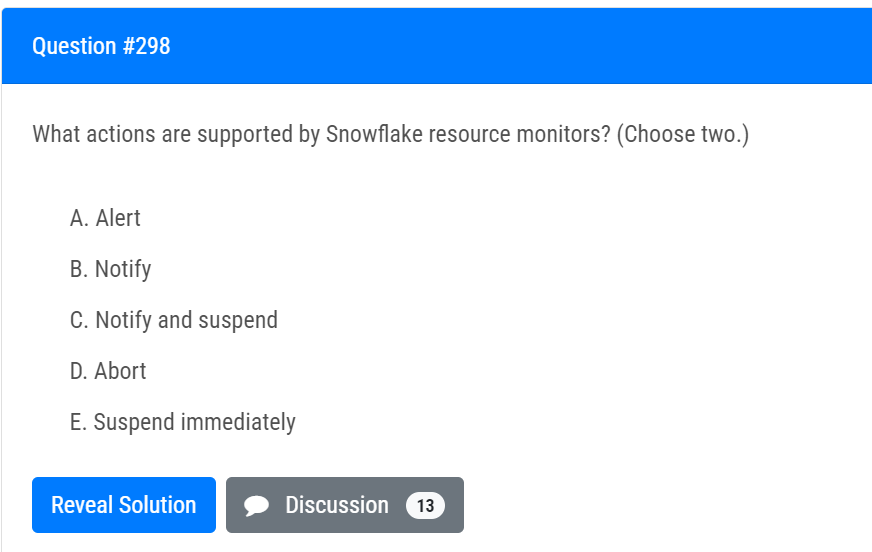 Question #298
What actions are supported by Snowflake resource monitors? (Choose two.)
A. Alert
B. Notify
C. Notify and suspend
D. Abort
E. Suspend immediately
Reveal Solution
Discussion 13